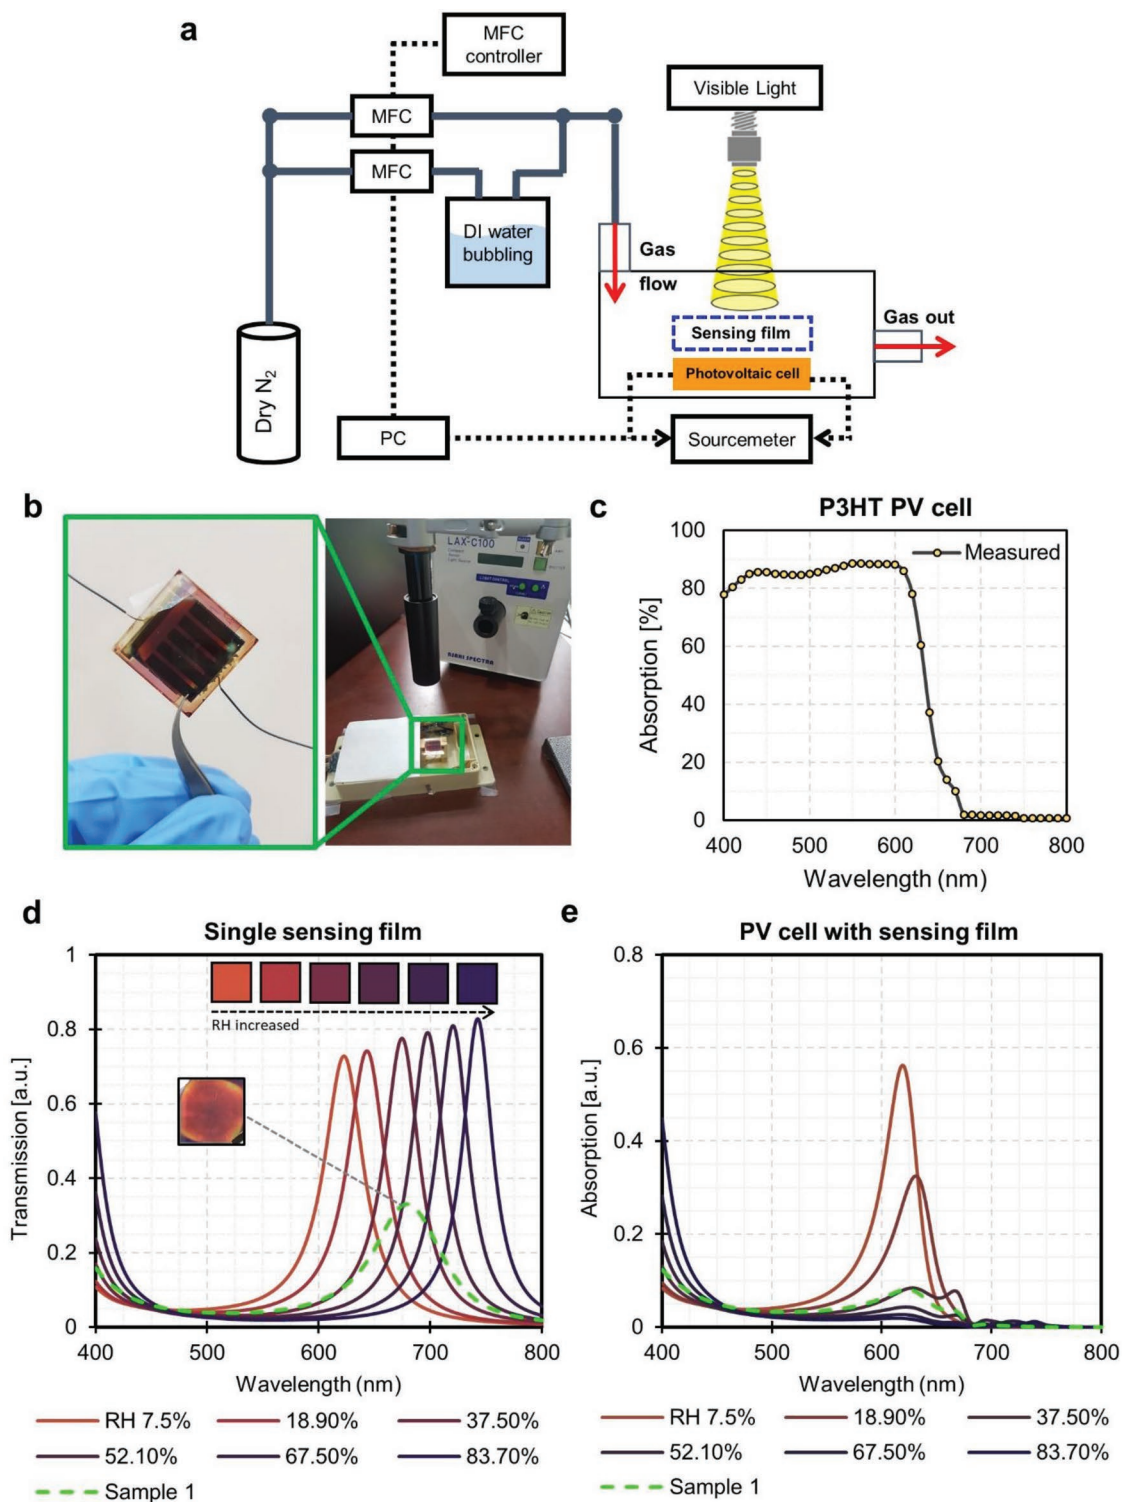 a
MFC
controller
MFC
Visible Light
MFC
DI water
bubbling
Gas
flow
Gas out
Sensing film
Photovoltaic cell
Dry N₂
PC
Sourcemeter
b
LAX-C100
c
P3HT PV cell
Measured
Absorption [%]
100
80
60
40
20
0
400
500
600
700
800
Wavelength (nm)
d
Single sensing film
Transmission [a.u.]
1
0.8
0.6
0.4
0.2
0
RH increased
400
500
600
700
800
Wavelength (nm)
RH 7.5%
18.90%
37.50%
52.10%
67.50%
83.70%
Sample 1
e
PV cell with sensing film
Absorption [a.u.]
0.8
0.6
0.4
0.2
0
400
500
600
700
800
Wavelength (nm)
RH 7.5%
18.90%
37.50%
52.10%
67.50%
83.70%
Sample 1